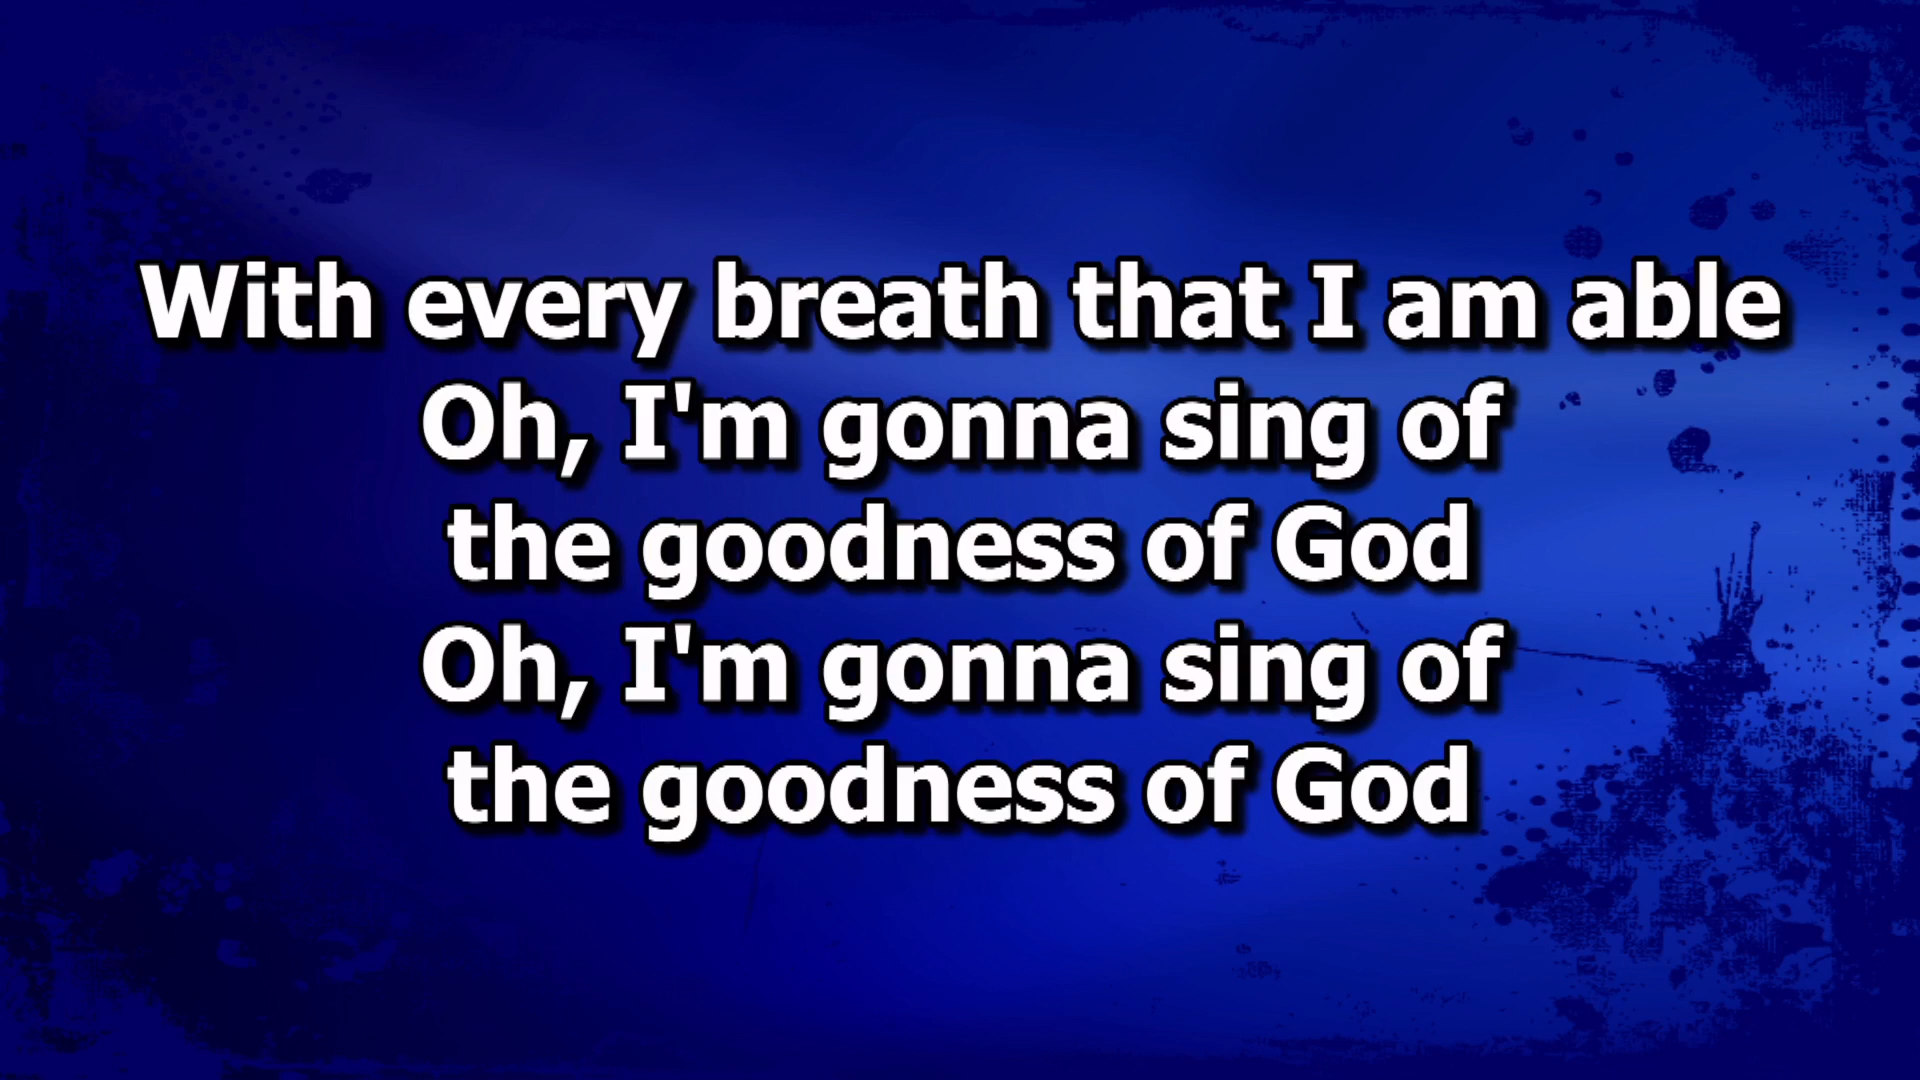 With every breath that I am able
Oh, I'm gonna sing of
the goodness of God
Oh, I'm gonna sing of
the goodness of God